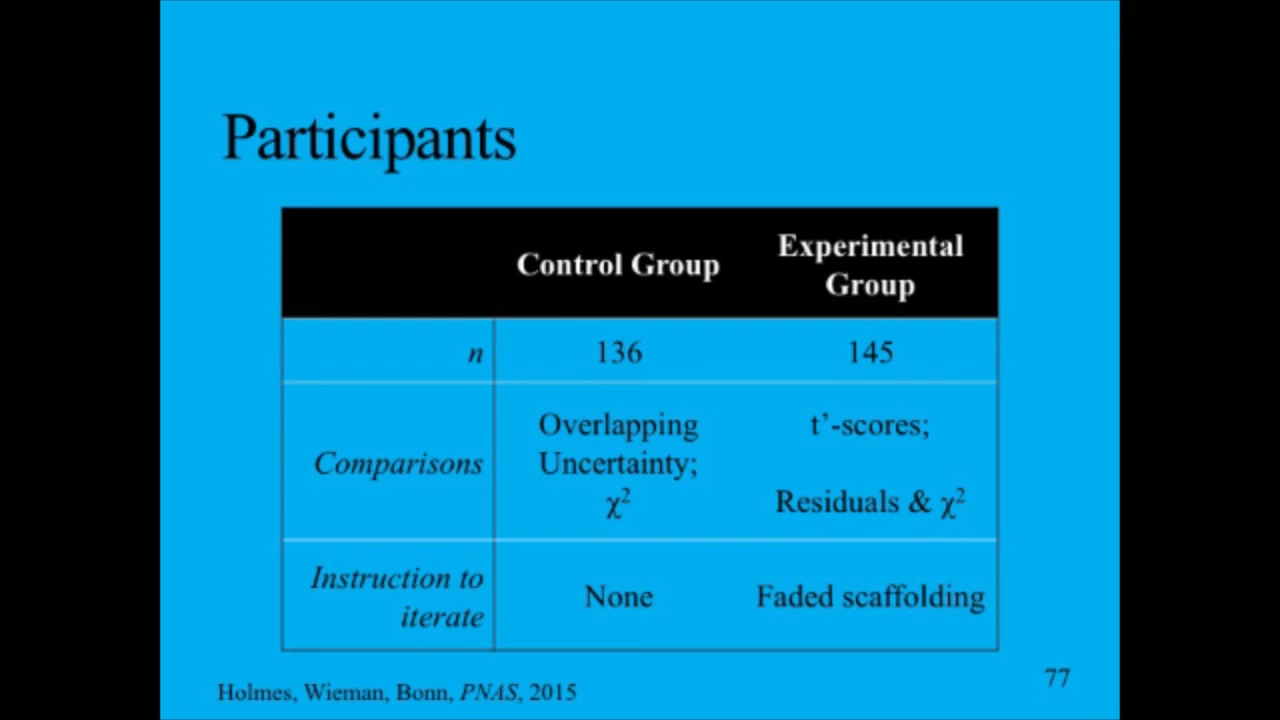 Participants
Control Group
Experimental
Group
n
136
145
Comparisons
Overlapping
Uncertainty;
χ²
t’-scores;
Residuals & χ²
Instruction to
iterate
None
Faded scaffolding
Holmes, Wieman, Bonn, PNAS, 2015
77